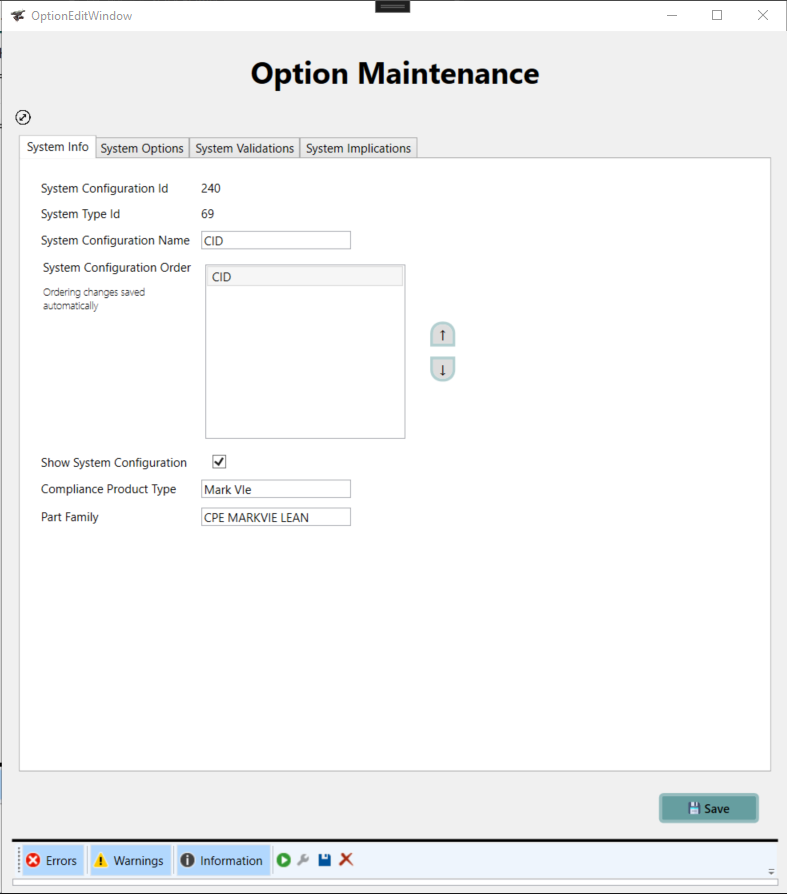 OptionEditWindow
Option Maintenance
System Info System Options System Validations System Implications
System Configuration Id 240
System Type Id 69
System Configuration Name CID
System Configuration Order CID
Ordering changes saved
automatically
↑
↓
Show System Configuration
Compliance Product Type Mark VIe
Part Family CPE MARKVIE LEAN
Save
Errors Warnings Information